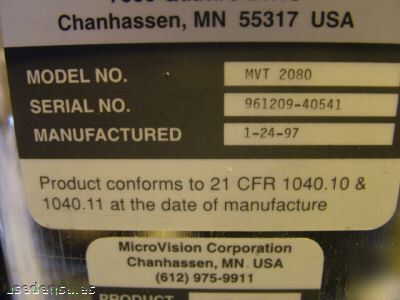 Chanhassen, MN 55317 USA
MODEL NO. MVT 2080
SERIAL NO. 961209-40541
MANUFACTURED 1-24-97
Product conforms to 21 CFR 1040.10 &
1040.11 at the date of manufacture
MicroVision Corporation
Chanhassen, MN. USA
(612) 975-9911
PRODUCT